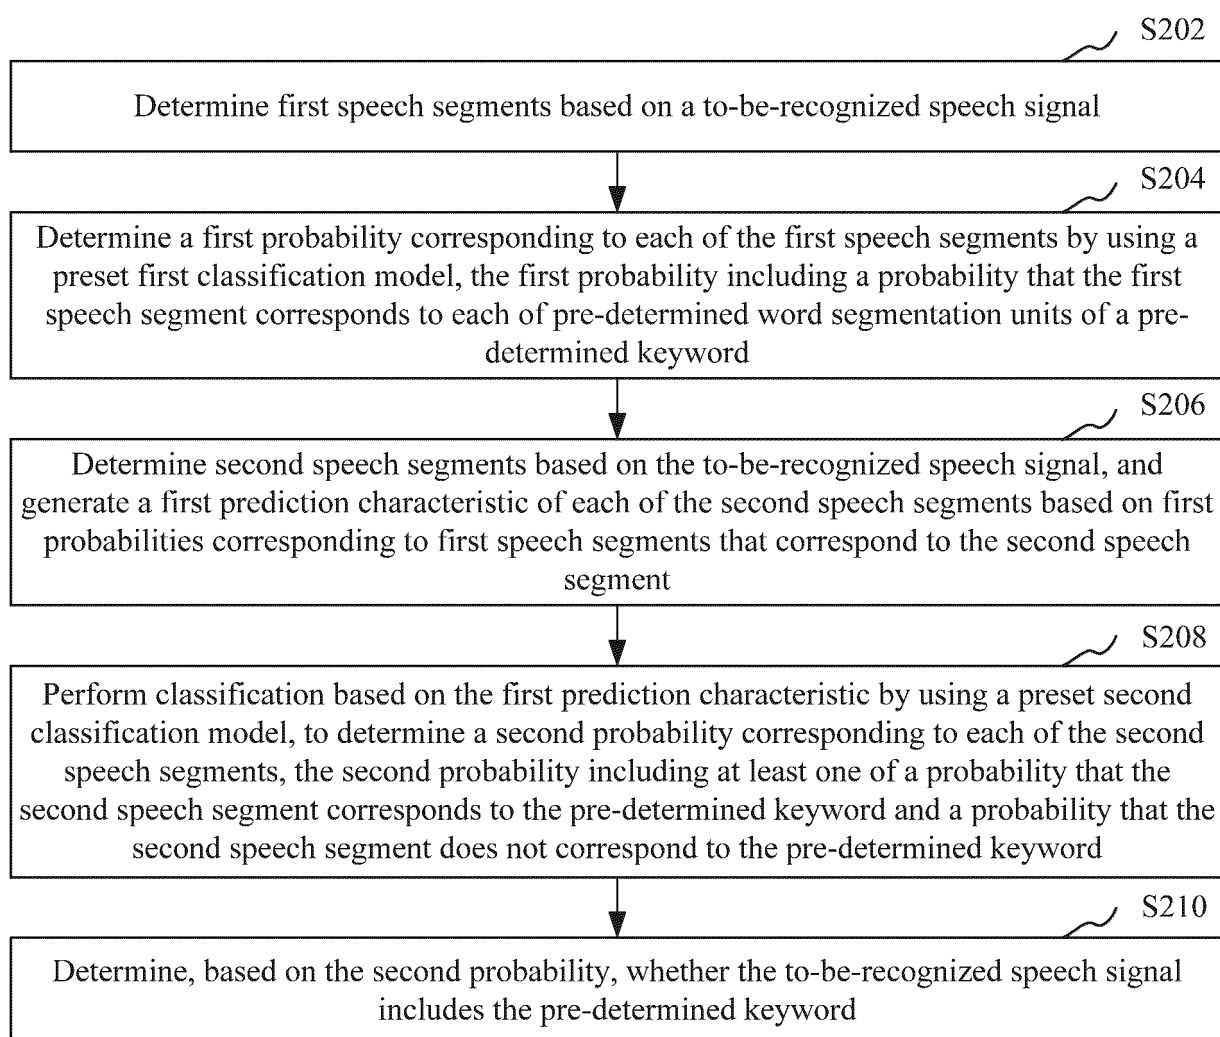 S202
Determine first speech segments based on a to-be-recognized speech signal
S204
Determine a first probability corresponding to each of the first speech segments by using a
preset first classification model, the first probability including a probability that the first
speech segment corresponds to each of pre-determined word segmentation units of a pre-
determined keyword
S206
Determine second speech segments based on the to-be-recognized speech signal, and
generate a first prediction characteristic of each of the second speech segments based on first
probabilities corresponding to first speech segments that correspond to the second speech
segment
S208
Perform classification based on the first prediction characteristic by using a preset second
classification model, to determine a second probability corresponding to each of the second
speech segments, the second probability including at least one of a probability that the
second speech segment corresponds to the pre-determined keyword and a probability that the
second speech segment does not correspond to the pre-determined keyword
S210
Determine, based on the second probability, whether the to-be-recognized speech signal
includes the pre-determined keyword